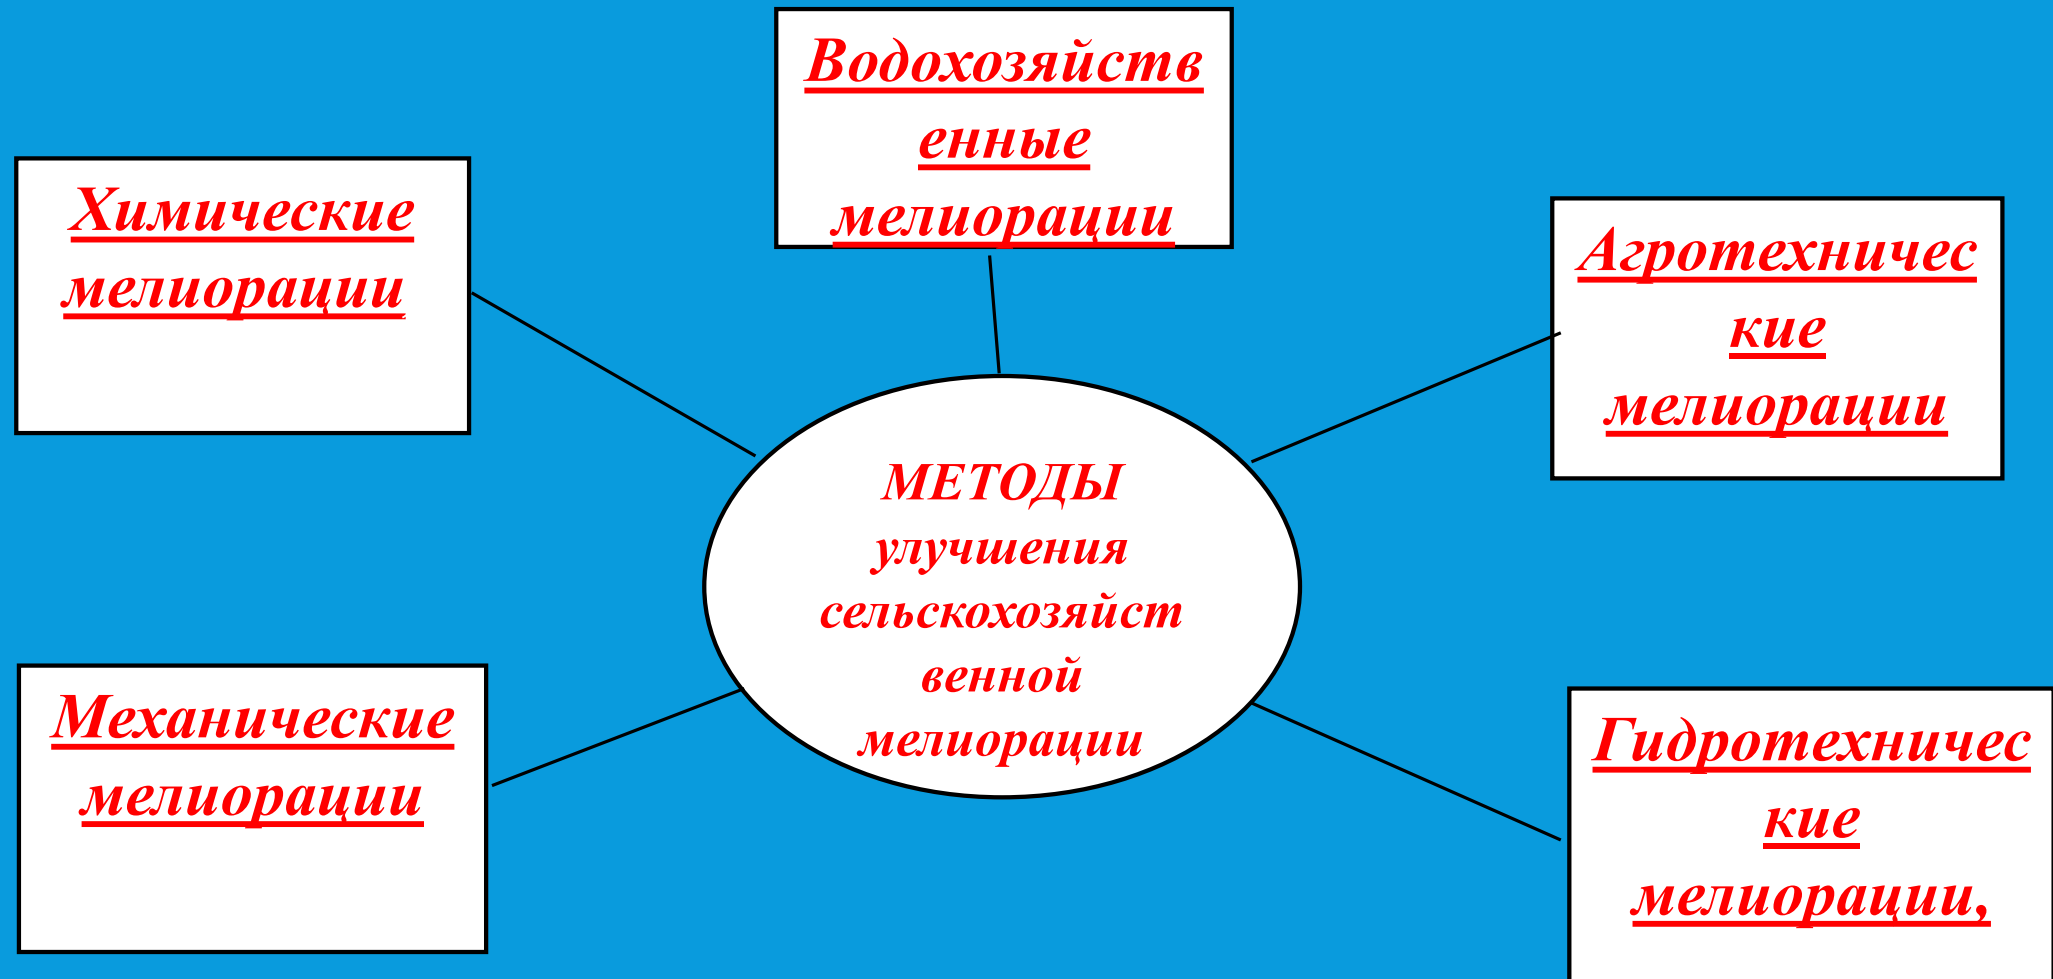 Водохозяйств
енные
мелиорации
Химические
мелиорации
Агротехничес
кие
мелиорации
МЕТОДЫ
улучшения
сельскохозяйст
венной
мелиорации
Механические
мелиорации
Гидротехничес
кие
мелиорации,